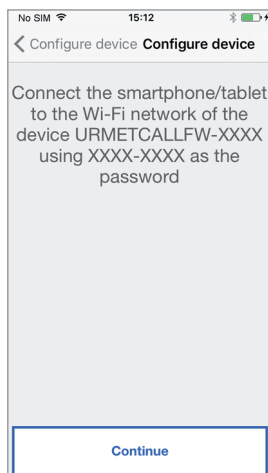 No SIM 15:12
Configure device Configure device
Connect the smartphone/tablet
to the Wi-Fi network of the
device URMETCALLFW-XXXX
using XXXX-XXXX as the
password
Continue